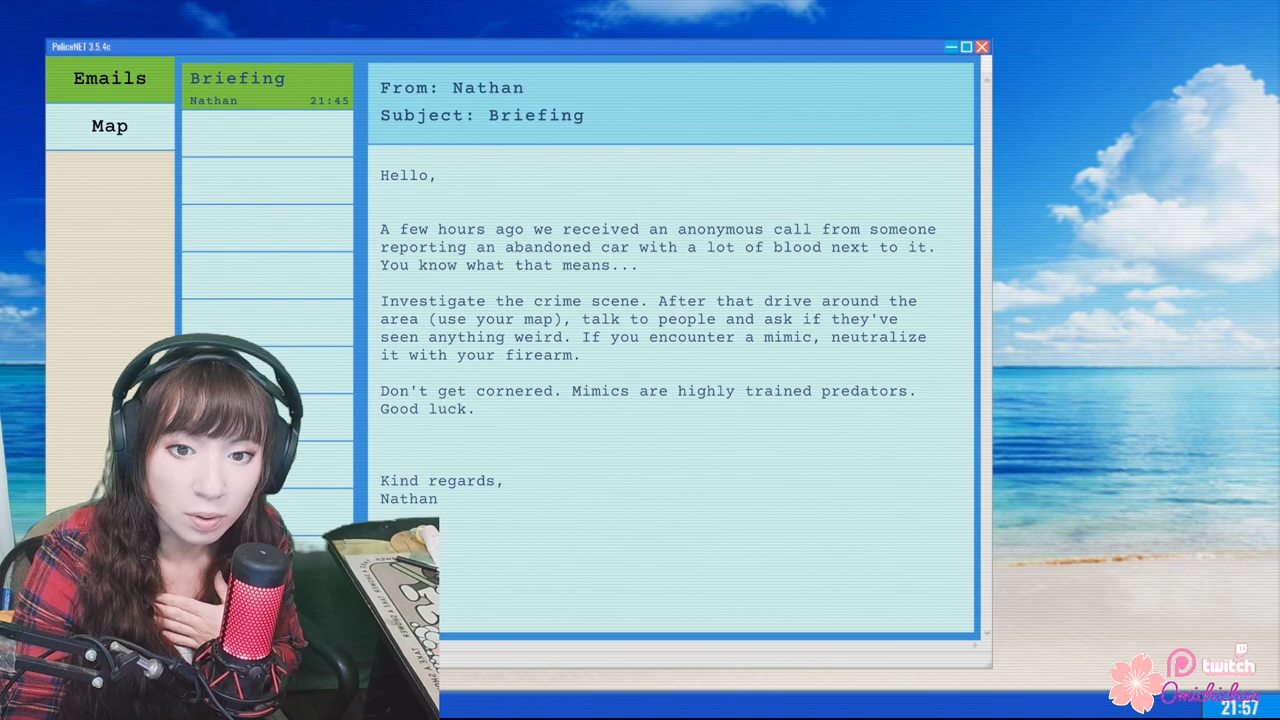 PoliceNET 3.5.4c
Emails
Map
Briefing
Nathan 21:45
From: Nathan
Subject: Briefing
Hello,
A few hours ago we received an anonymous call from someone
reporting an abandoned car with a lot of blood next to it.
You know what that means...
Investigate the crime scene. After that drive around the
area (use your map), talk to people and ask if they've
seen anything weird. If you encounter a mimic, neutralize
it with your firearm.
Don't get cornered. Mimics are highly trained predators.
Good luck.
Kind regards,
Nathan
twitch
Omichichan
21:57